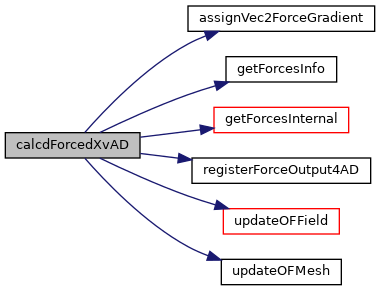 assignVec2ForceGradient
getForcesInfo
getForcesInternal
calcdForcedXvAD
registerForceOutput4AD
updateOFField
updateOFMesh